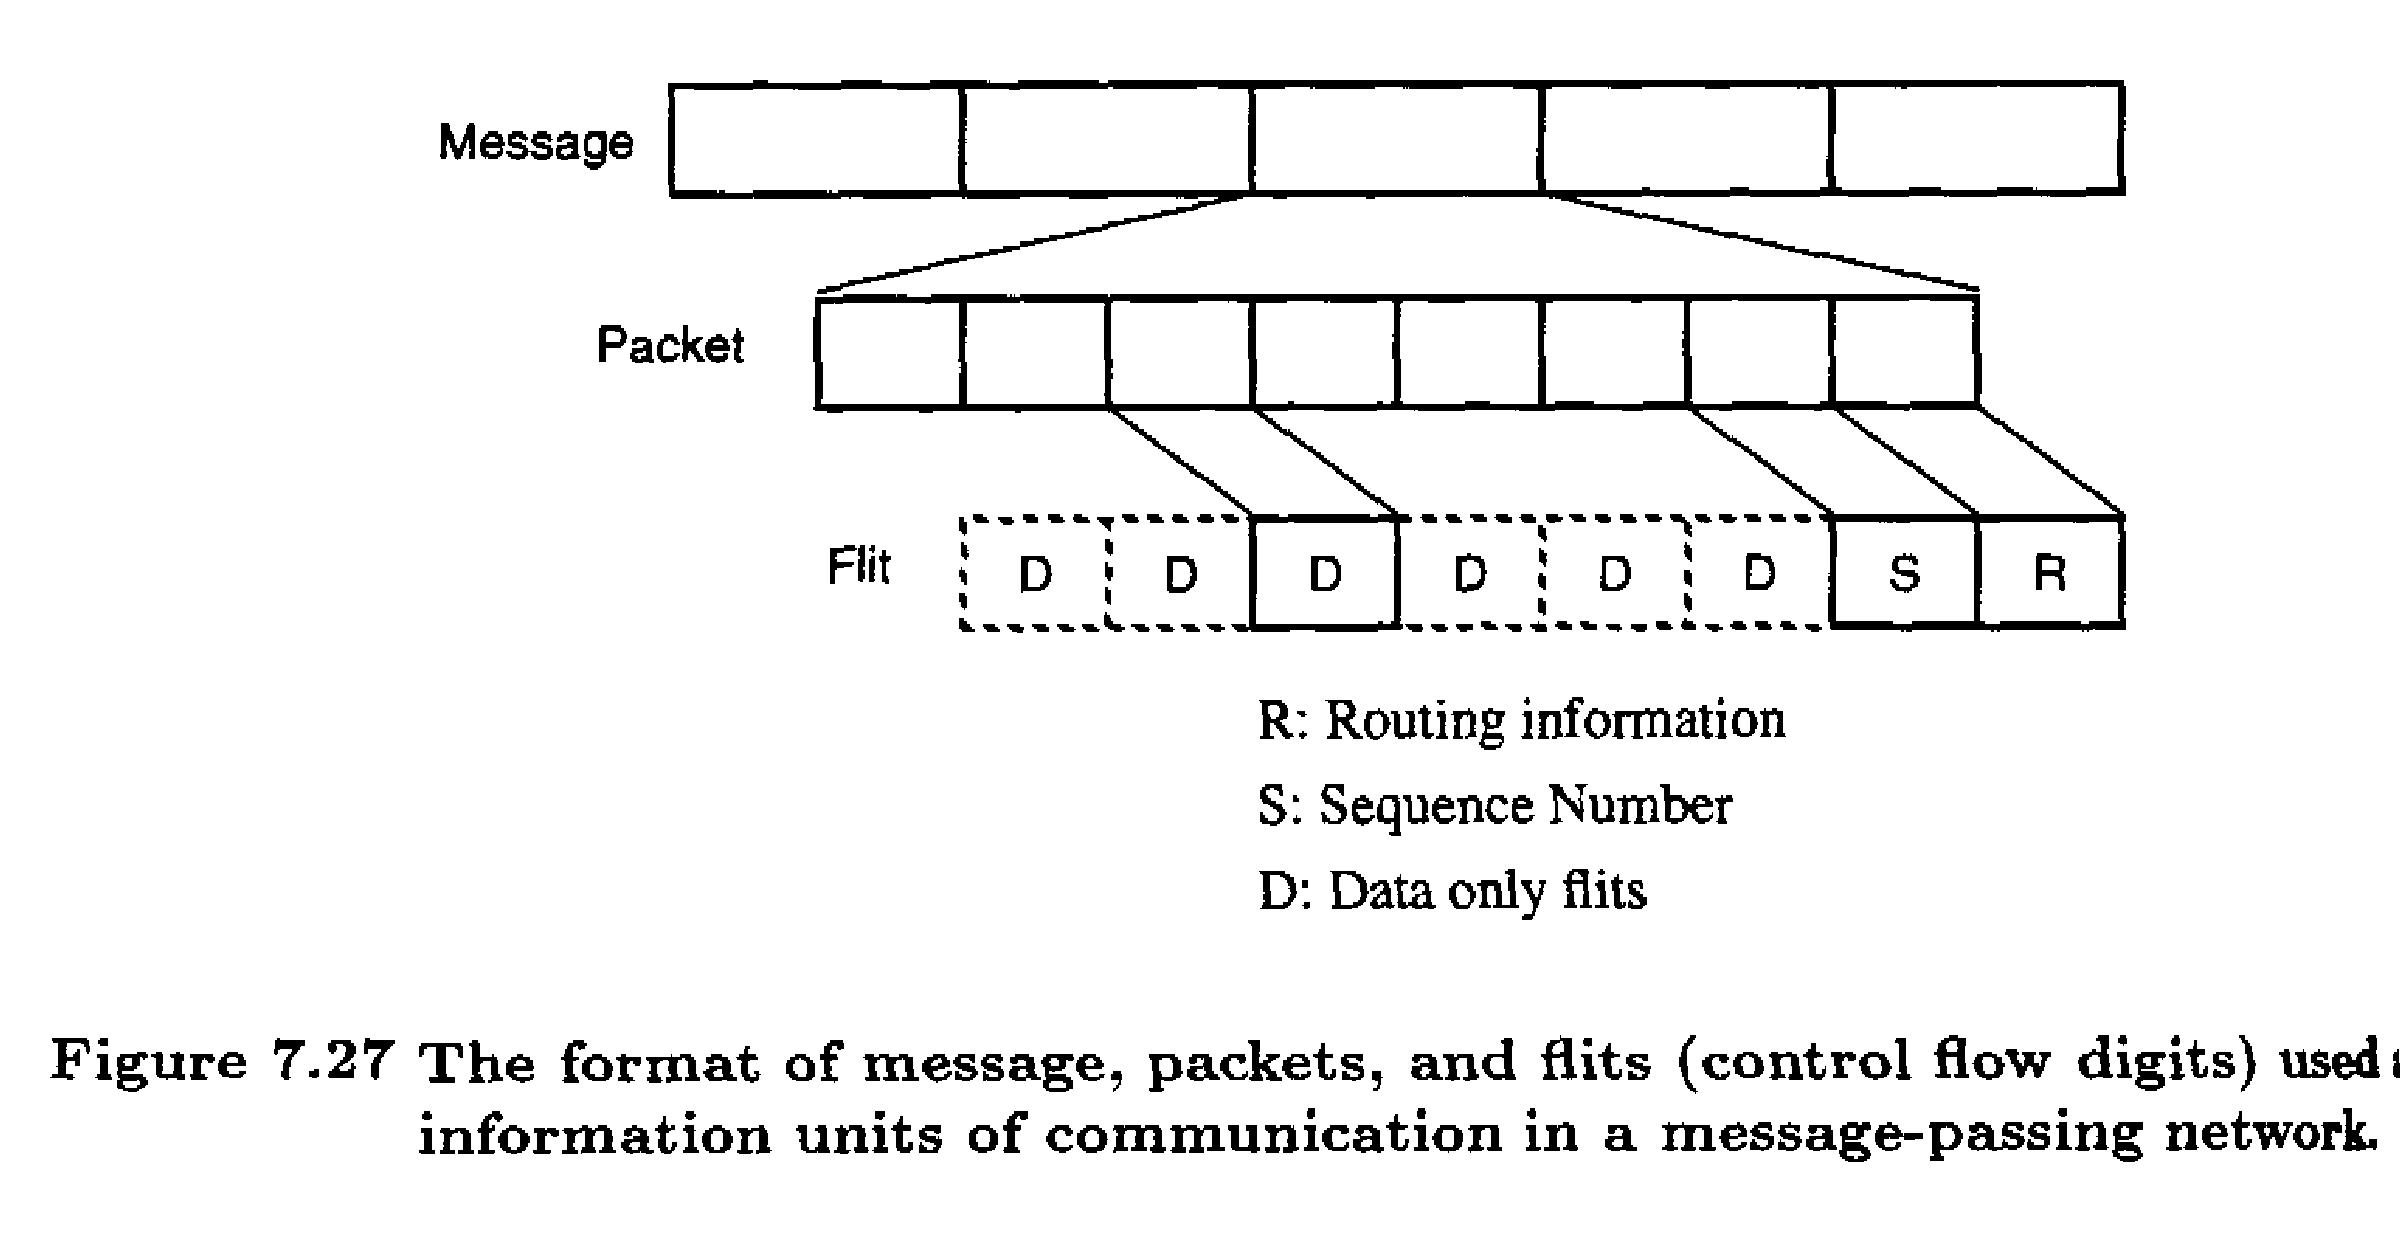 Message
Packet
Flit
D D D D D D S R
R: Routing information
S: Sequence Number
D: Data only flits
Figure 7.27 The format of message, packets, and flits (control flow digits) used
information units of communication in a message-passing network.